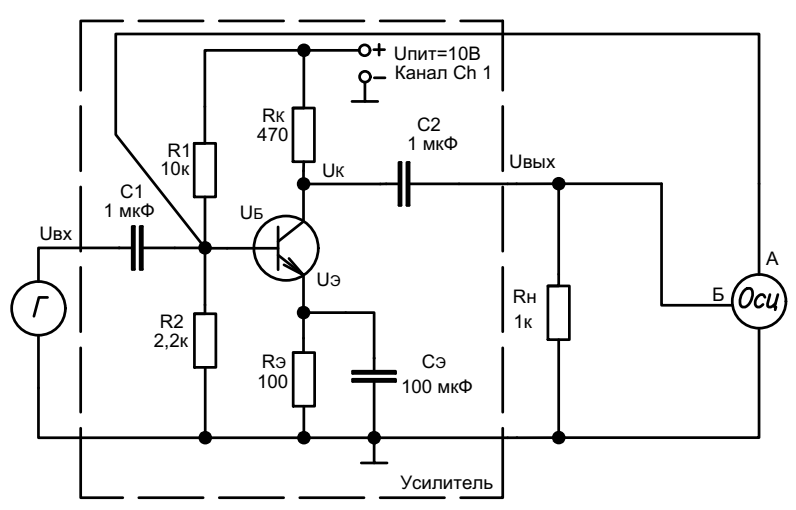 + Uпит=10В
− Канал Ch 1
Rк
470
C2
1 мкФ
R1
10к
Uк
Uвых
C1
1 мкФ
UБ
Uвх
А
Uэ
Г
Б
Осц
Rн
1к
R2
2,2к
Rэ
100
Cэ
100 мкФ
Усилитель